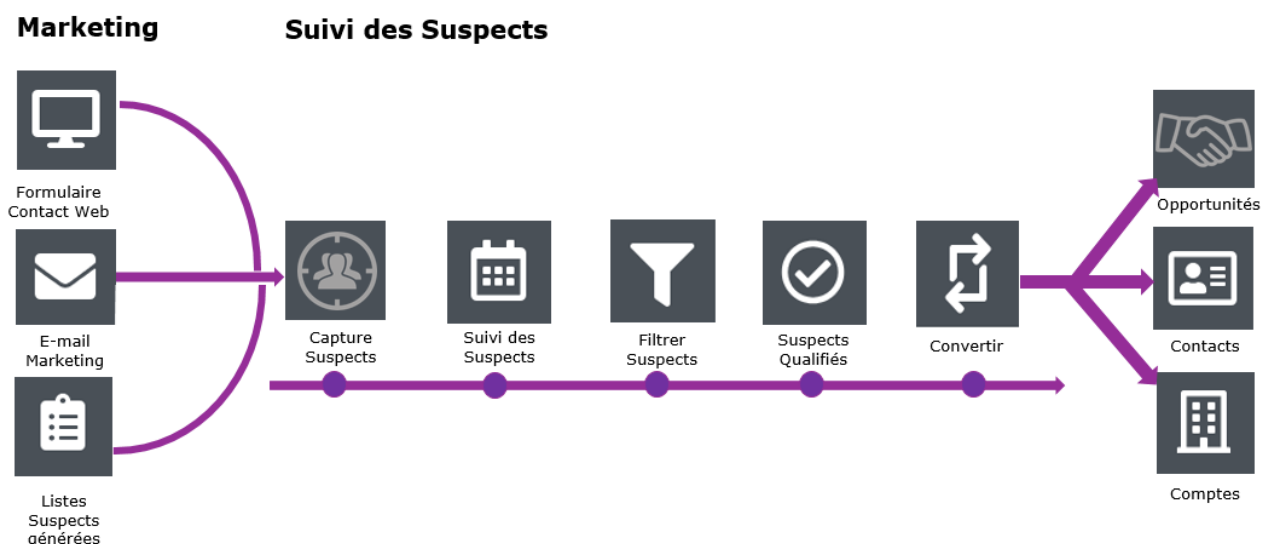 Marketing
Suivi des Suspects
Formulaire
Contact Web
E-mail
Marketing
Listes
Suspects
générées
Capture
Suspects
Suivi des
Suspects
Filtrer
Suspects
Suspects
Qualifiés
Convertir
Opportunités
Contacts
Comptes